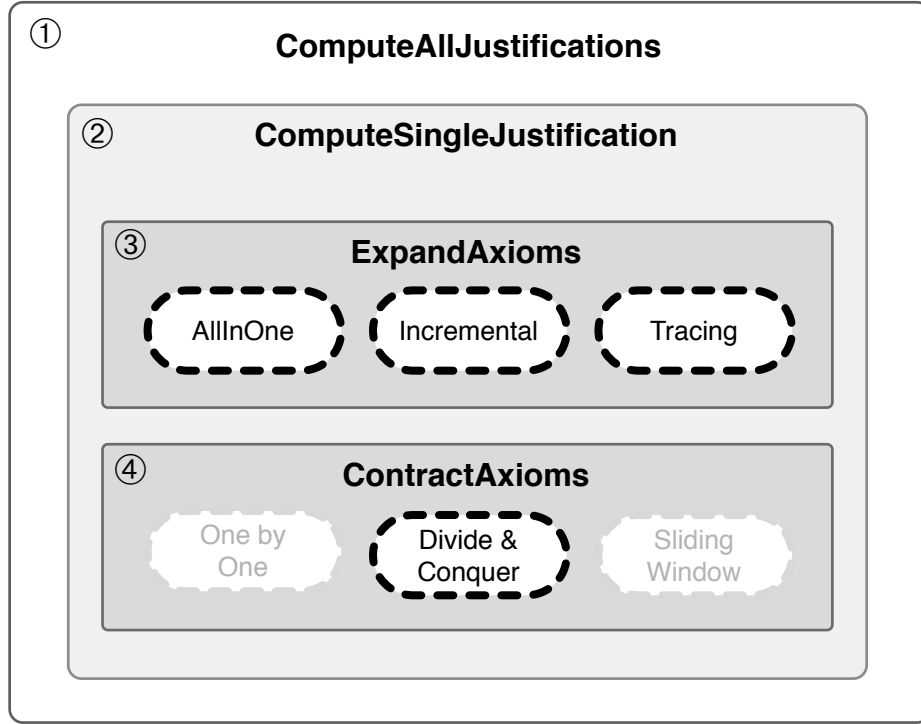 ①
ComputeAllJustifications
②
ComputeSingleJustification
③
ExpandAxioms
AllInOne
Incremental
Tracing
④
ContractAxioms
One by
One
Divide &
Conquer
Sliding
Window